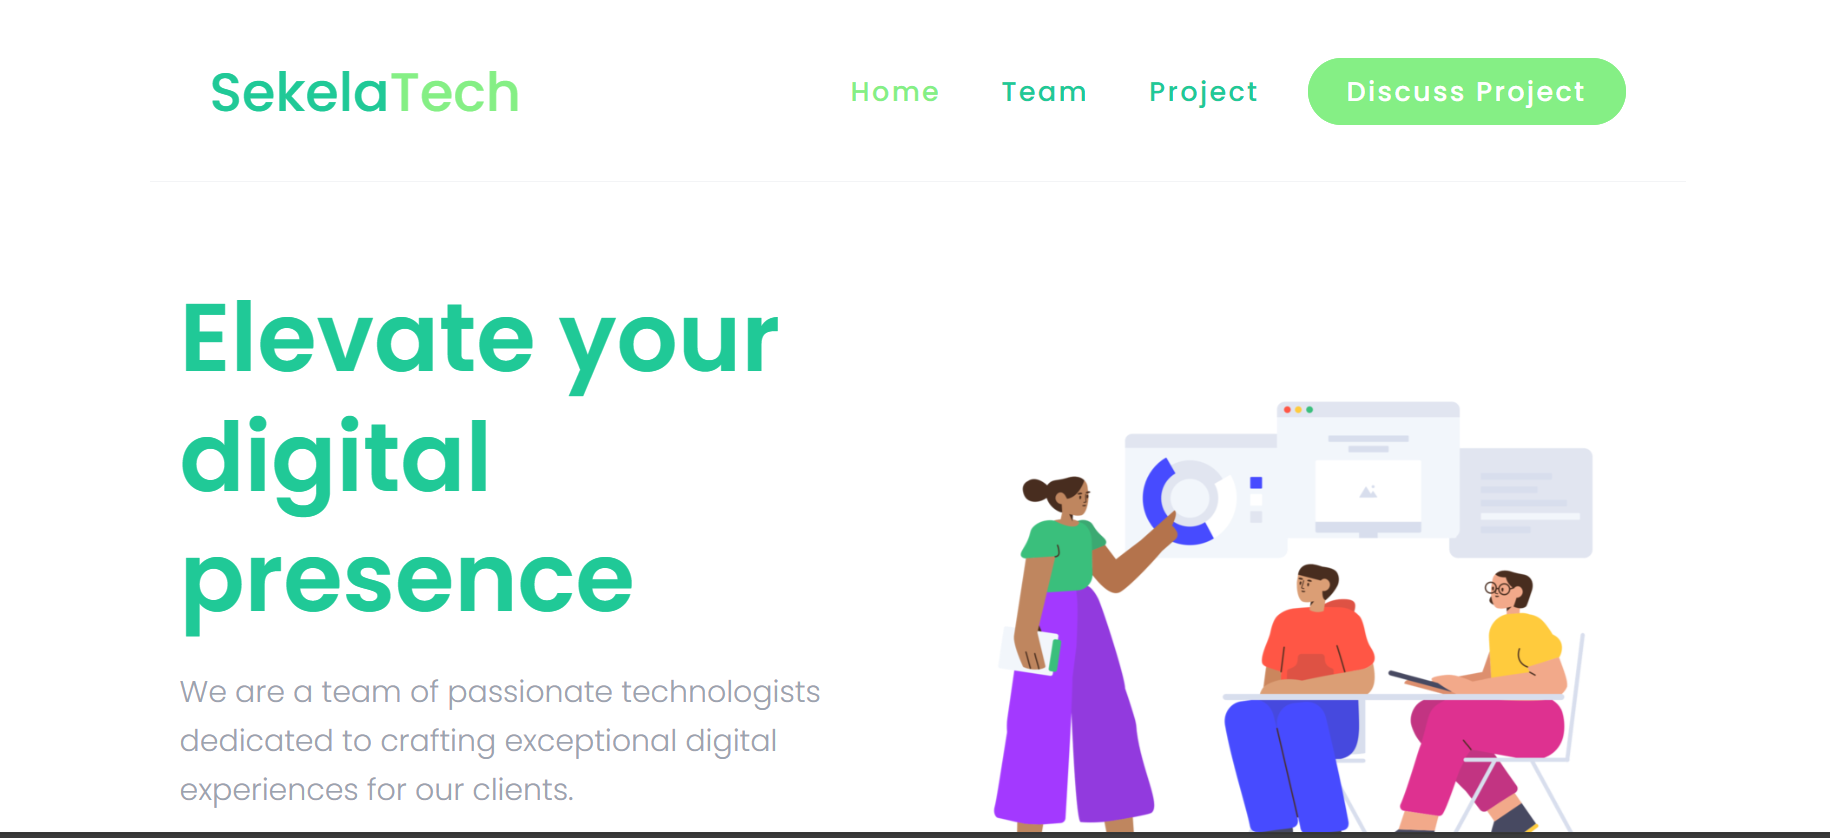 SekelaTech
Home Team Project Discuss Project
Elevate your
digital
presence
We are a team of passionate technologists
dedicated to crafting exceptional digital
experiences for our clients.